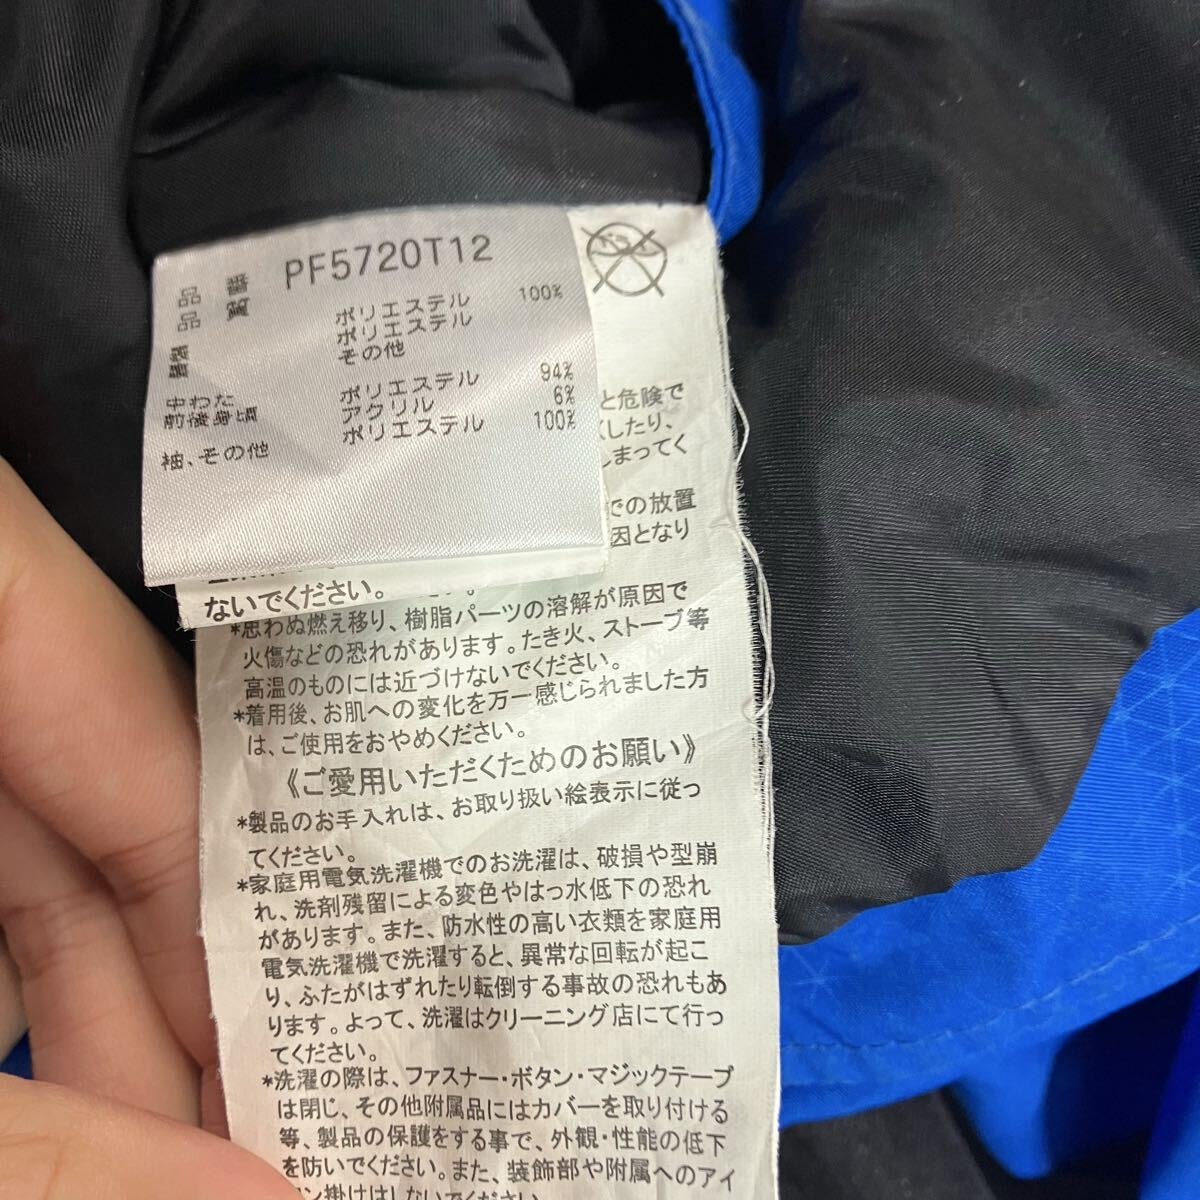 品番 PF5720T12
品質
ポリエステル 100%
ポリエステル
その他
中わた ポリエステル 94%
前後身頃 アクリル 6%
袖、その他 ポリエステル 100%
と危険で
くしたり、
しまってく
での放置
因となり
ないでください。
*思わぬ燃え移り、樹脂パーツの溶解が原因で
火傷などの恐れがあります。たき火、ストーブ等
高温のものには近づけないでください。
*着用後、お肌への変化を万一感じられました方
は、ご使用をおやめください。
《ご愛用いただくためのお願い》
*製品のお手入れは、お取り扱い絵表示に従っ
てください。
*家庭用電気洗濯機でのお洗濯は、破損や型崩
れ、洗剤残留による変色やはっ水低下の恐れ
があります。また、防水性の高い衣類を家庭用
電気洗濯機で洗濯すると、異常な回転が起こ
り、ふたがはずれたり転倒する事故の恐れもあ
ります。よって、洗濯はクリーニング店にて行っ
てください。
*洗濯の際は、ファスナー・ボタン・マジックテープ
は閉じ、その他附属品にはカバーを取り付ける
等、製品の保護をする事で、外観・性能の低下
を防いでください。また、装飾部や附属へのアイ
ロン掛けはしないでください。